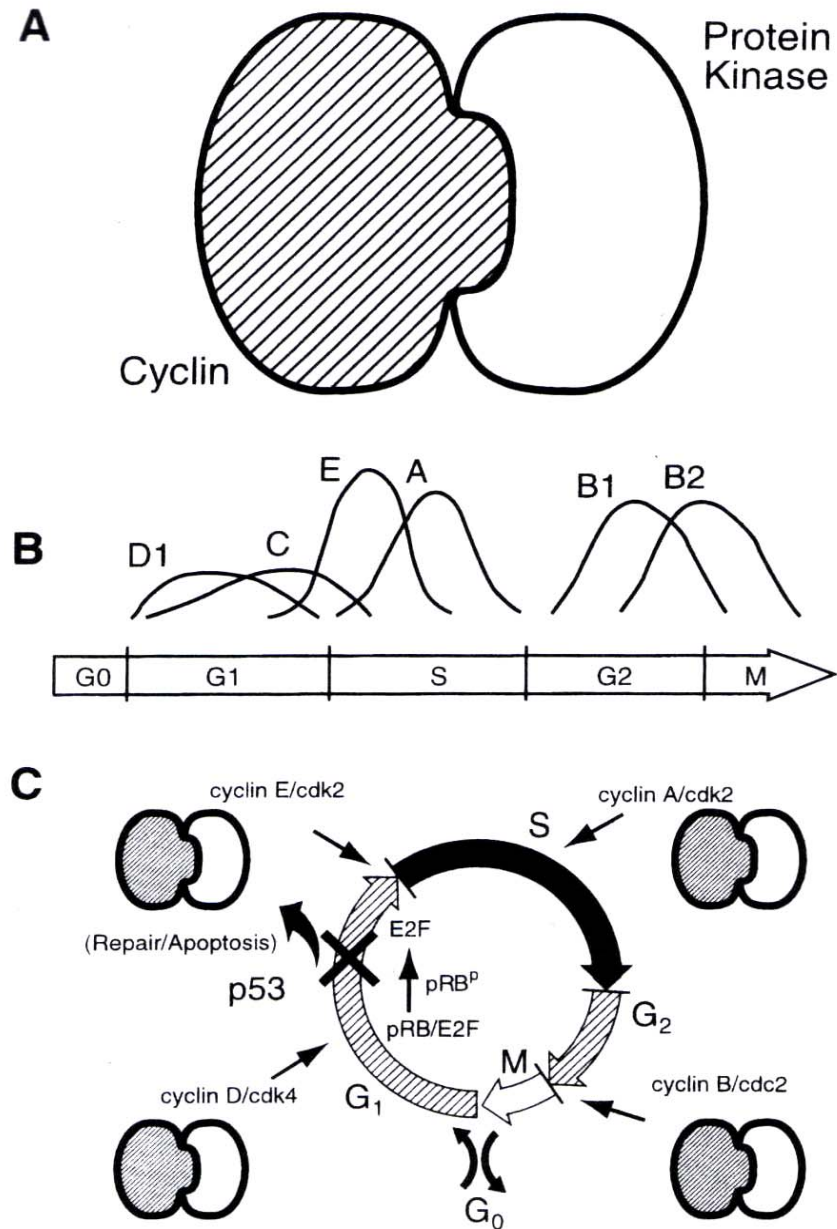 A
Protein
Kinase
Cyclin
B
D1
C
E
A
B1
B2
G0
G1
S
G2
M
C
cyclin E/cdk2
S
cyclin A/cdk2
(Repair/Apoptosis)
E2F
p53
pRBᵖ
pRB/E2F
G₂
M
cyclin D/cdk4
G₁
cyclin B/cdc2
G₀